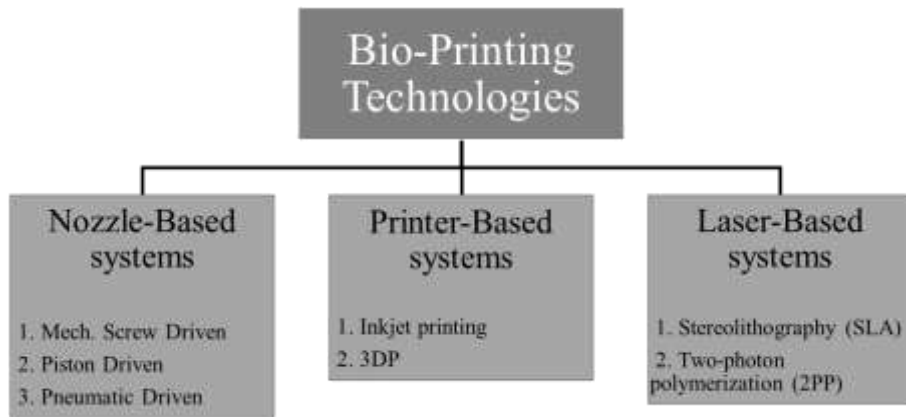 Bio-Printing
Technologies
Nozzle-Based
systems
1. Mech. Screw Driven
2. Piston Driven
3. Pneumatic Driven
Printer-Based
systems
1. Inkjet printing
2. 3DP
Laser-Based
systems
1. Stereolithography (SLA)
2. Two-photon
polymerization (2PP)